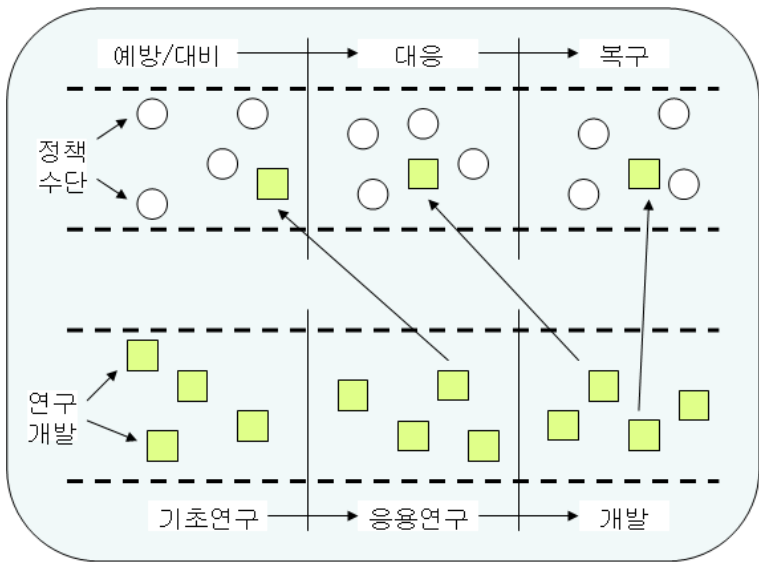 예방/대비 대응 복구
정책
수단
연구
개발
기초연구 응용연구 개발